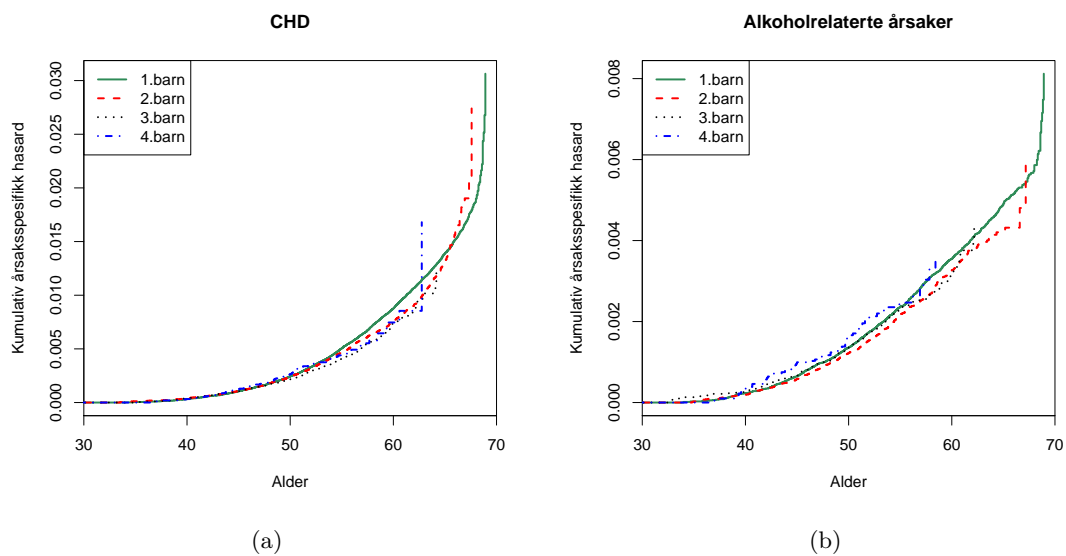 CHD
Kumulativ årsaksspesifikk hasard
0.000
0.005
0.010
0.015
0.020
0.025
0.030
1.barn
2.barn
3.barn
4.barn
30 40 50 60 70
Alder
(a)
Alkoholrelaterte årsaker
Kumulativ årsaksspesifikk hasard
0.000
0.002
0.004
0.006
0.008
1.barn
2.barn
3.barn
4.barn
30 40 50 60 70
Alder
(b)